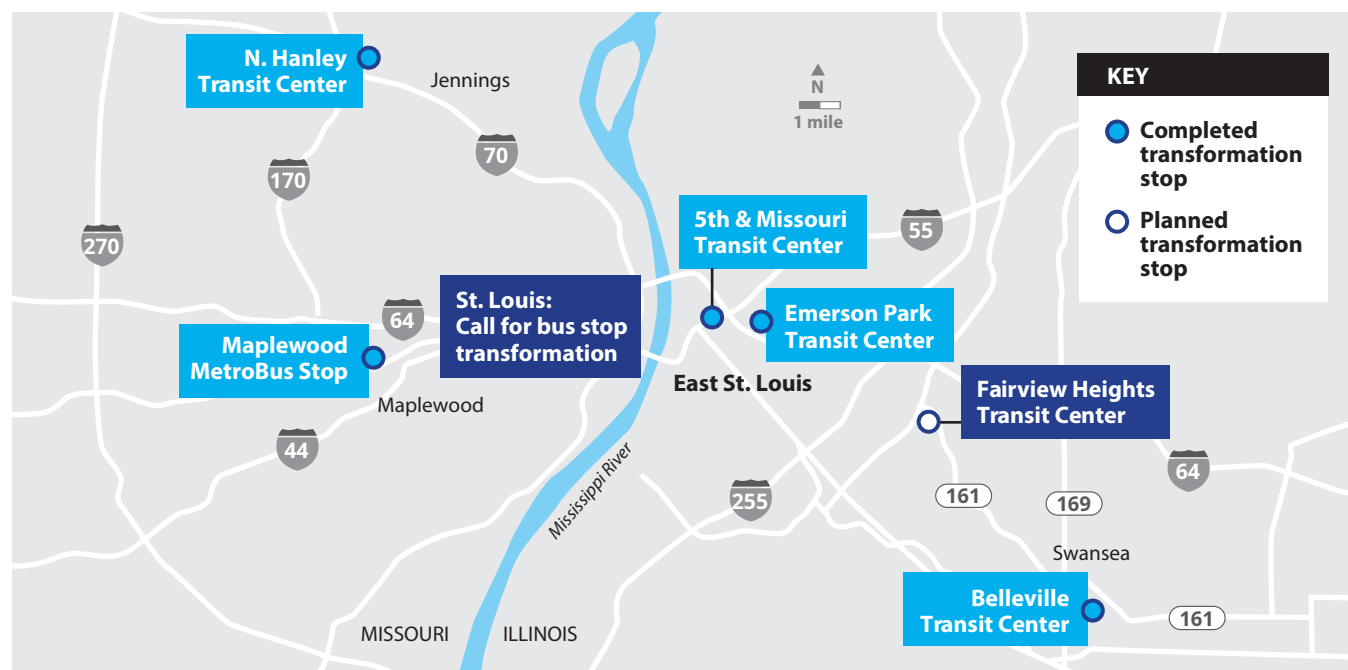 N. Hanley
Transit Center
Jennings
N
1 mile
KEY
Completed
transformation
stop
Planned
transformation
stop
70
170
270
5th & Missouri
Transit Center
55
St. Louis:
Call for bus stop
transformation
64
Emerson Park
Transit Center
Maplewood
MetroBus Stop
East St. Louis
Maplewood
Fairview Heights
Transit Center
44
Mississippi River
255
161
169
64
Swansea
Belleville
Transit Center
161
MISSOURI
ILLINOIS